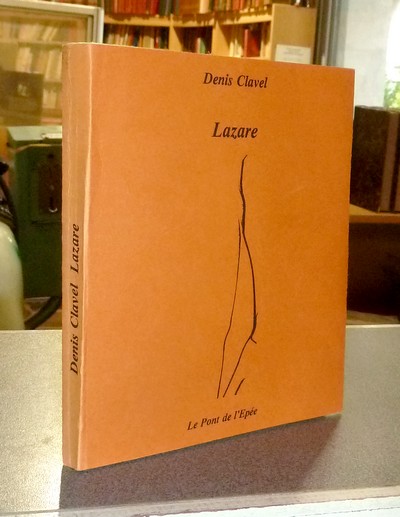 Denis Clavel
Lazare
Le Pont de l'Epée
Denis Clavel Lazare